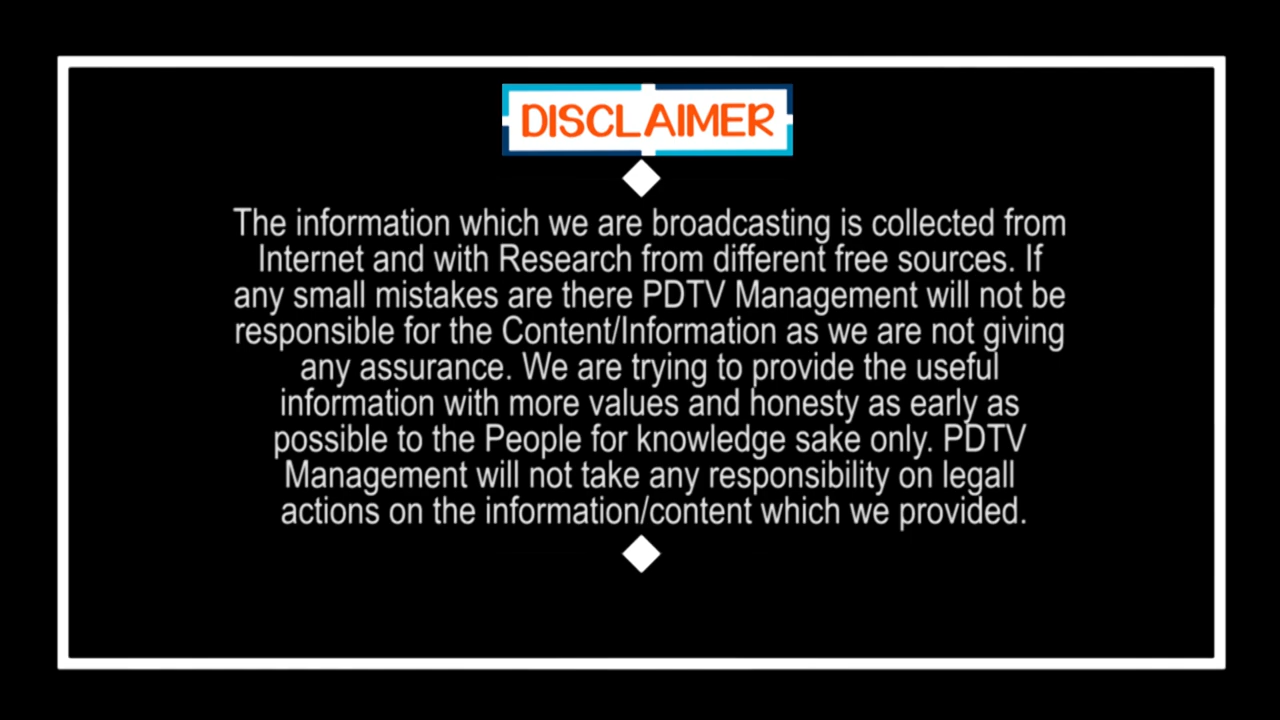 DISCLAIMER
The information which we are broadcasting is collected from
Internet and with Research from different free sources. If
any small mistakes are there PDTV Management will not be
responsible for the Content/Information as we are not giving
any assurance. We are trying to provide the useful
information with more values and honesty as early as
possible to the People for knowledge sake only. PDTV
Management will not take any responsibility on legall
actions on the information/content which we provided.